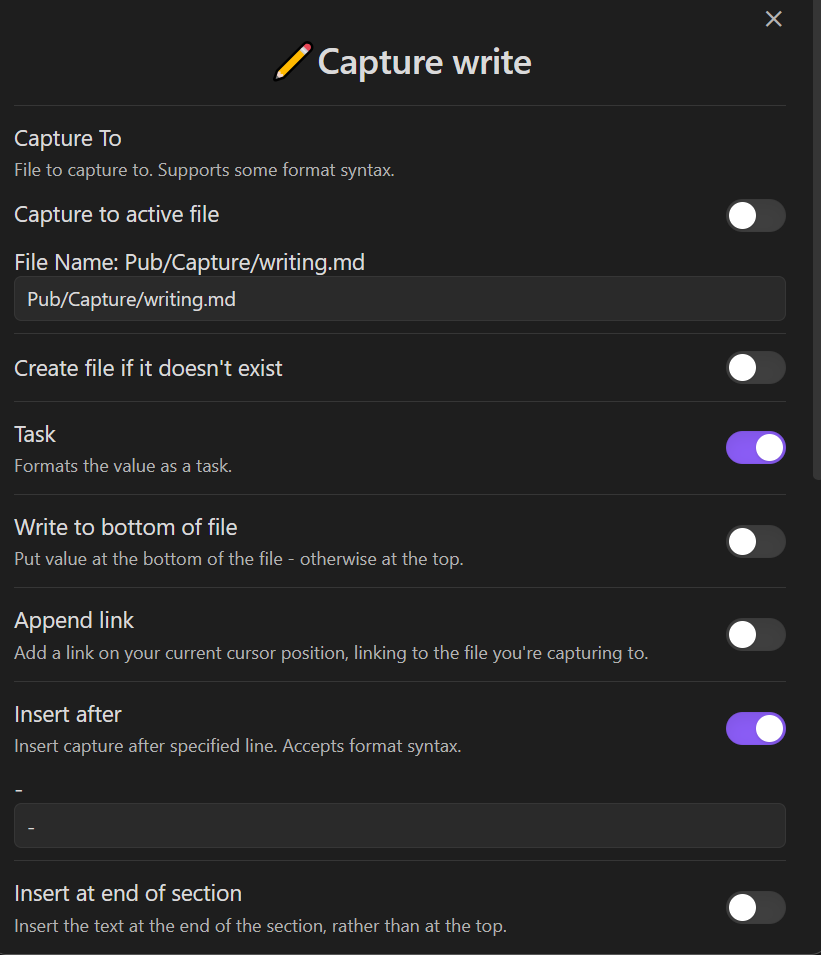 ✏️ Capture write
Capture To
File to capture to. Supports some format syntax.
Capture to active file
File Name: Pub/Capture/writing.md
Pub/Capture/writing.md
Create file if it doesn't exist
Task
Formats the value as a task.
Write to bottom of file
Put value at the bottom of the file - otherwise at the top.
Append link
Add a link on your current cursor position, linking to the file you're capturing to.
Insert after
Insert capture after specified line. Accepts format syntax.
-
-
Insert at end of section
Insert the text at the end of the section, rather than at the top.